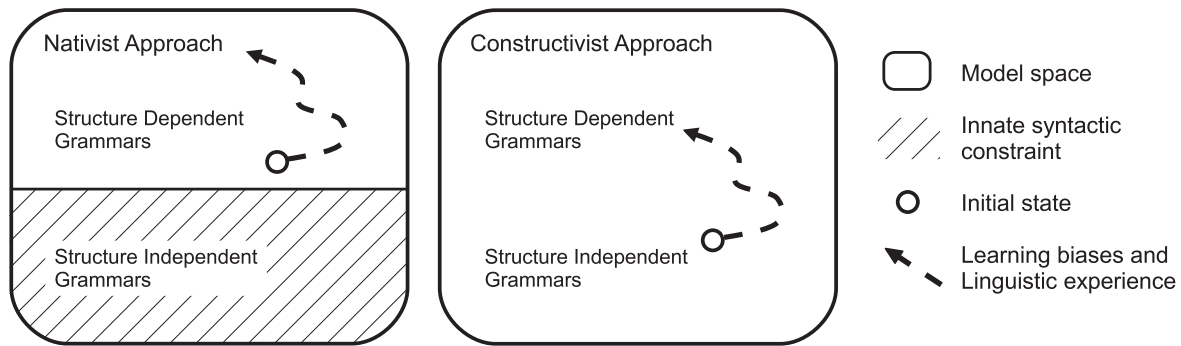 Nativist Approach
Structure Dependent
Grammars
Structure Independent
Grammars
Constructivist Approach
Structure Dependent
Grammars
Structure Independent
Grammars
Model space
Innate syntactic
constraint
Initial state
Learning biases and
Linguistic experience